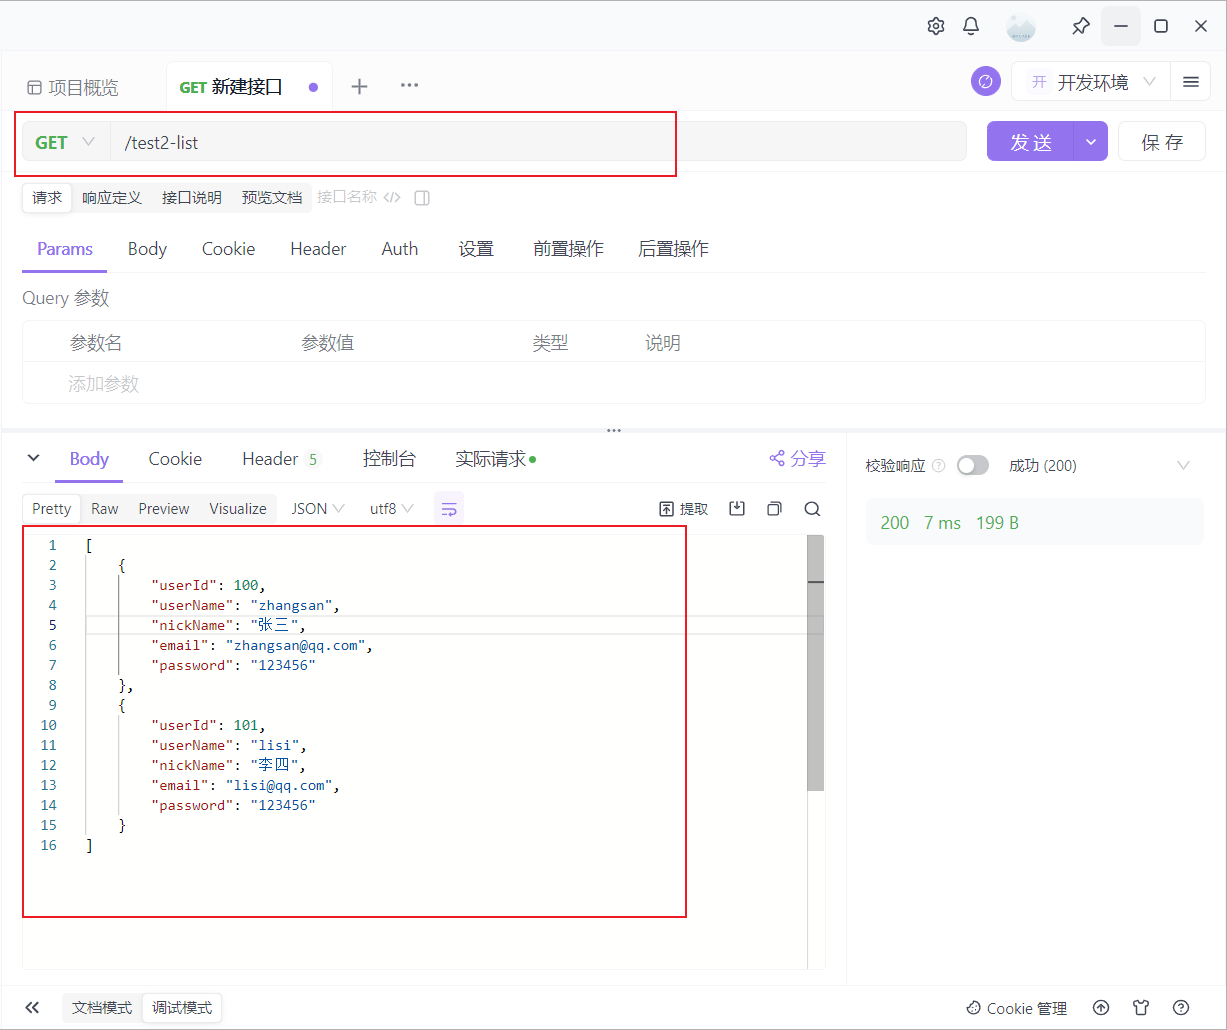 项目概览
GET 新建接口
开 开发环境
GET /test2-list
发 送
保 存
请求 响应定义 接口说明 预览文档 接口名称
Params Body Cookie Header Auth 设置 前置操作 后置操作
Query 参数
参数名 参数值 类型 说明
添加参数
Body Cookie Header 5 控制台 实际请求 分享
Pretty Raw Preview Visualize JSON utf8 提取
1 [
2 {
3 "userId": 100,
4 "userName": "zhangsan",
5 "nickName": "张三",
6 "email": "zhangsan@qq.com",
7 "password": "123456"
8 },
9 {
10 "userId": 101,
11 "userName": "lisi",
12 "nickName": "李四",
13 "email": "lisi@qq.com",
14 "password": "123456"
15 }
16 ]
校验响应 成功 (200)
200 7 ms 199 B
文档模式 调试模式
Cookie 管理